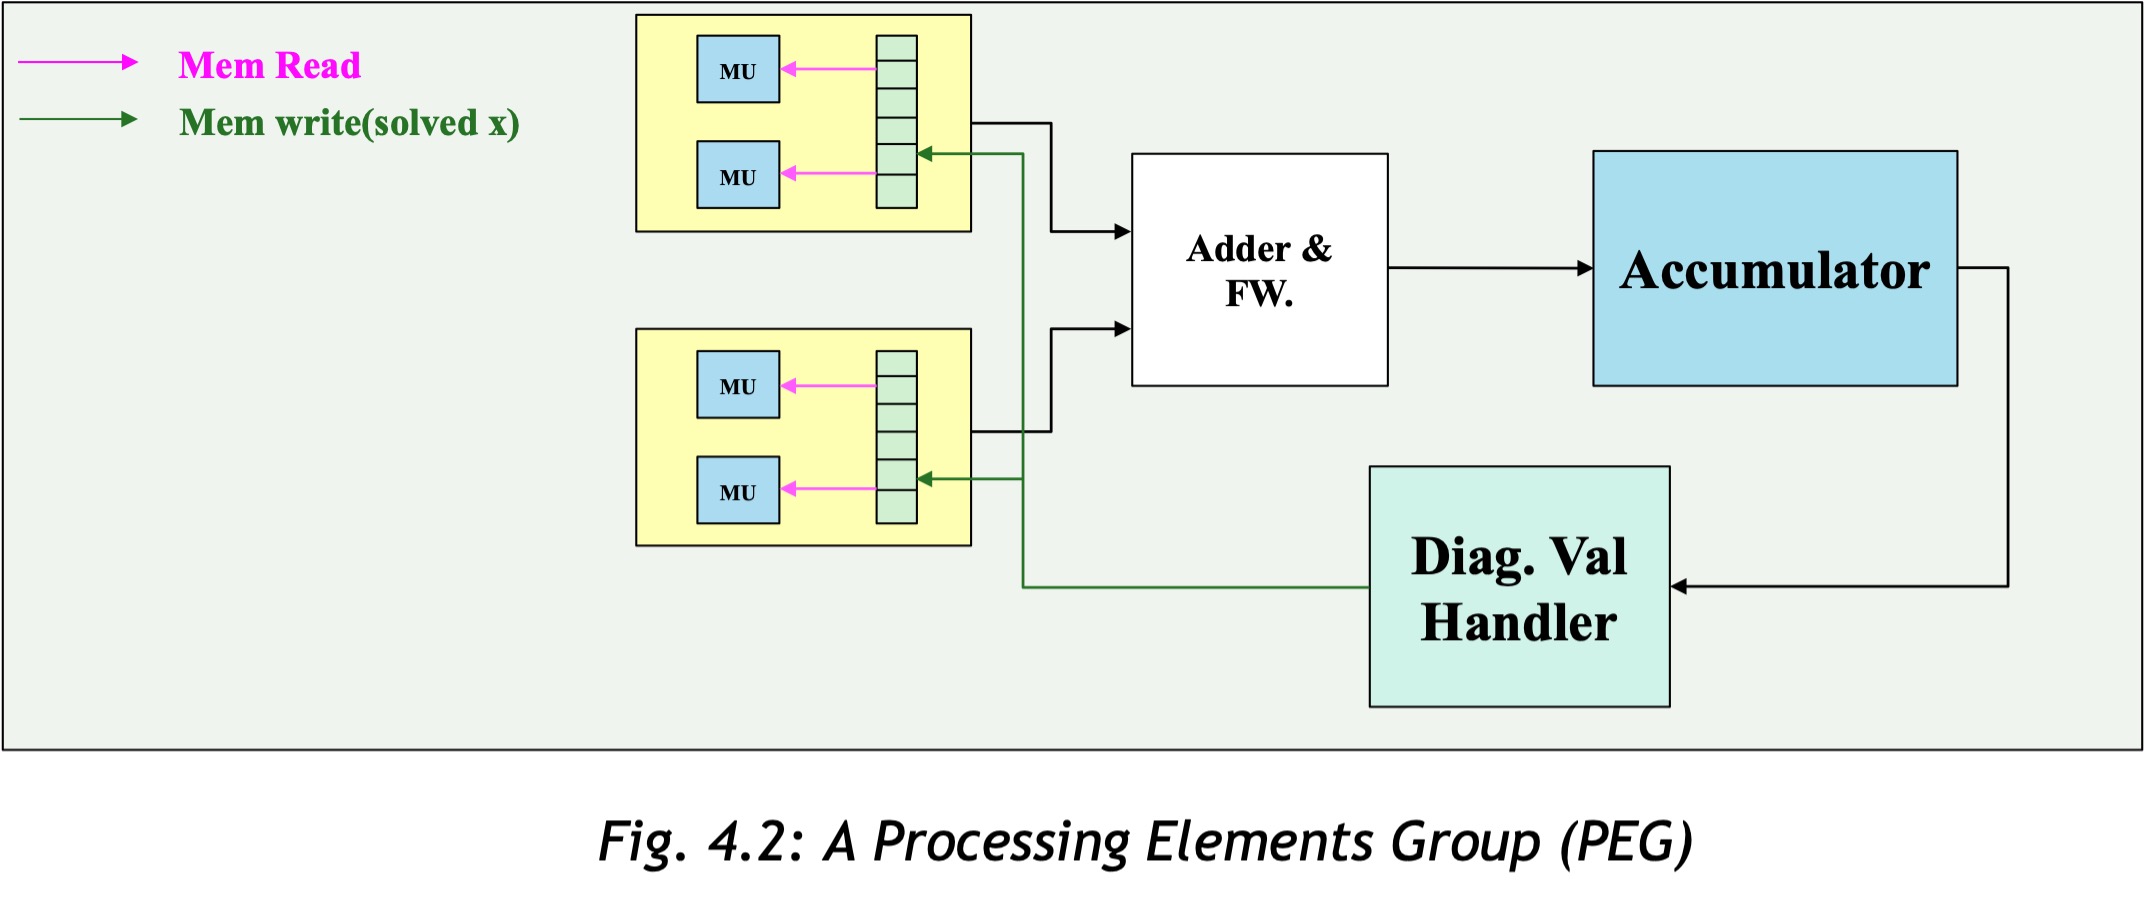 Mem Read
Mem write(solved x)
MU
MU
MU
MU
Adder &
FW.
Accumulator
Diag. Val
Handler
Fig. 4.2: A Processing Elements Group (PEG)